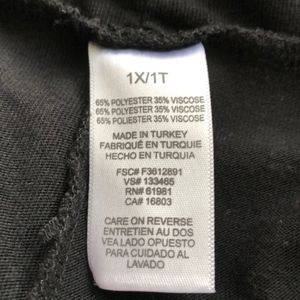 1X/1T
65% POLYESTER 35% VISCOSE
65% POLYESTER 35% VISCOSE
65% POLIESTER 35% VISCOSA
MADE IN TURKEY
FABRIQUÉ EN TURQUIE
HECHO EN TURQUIA
FSC# F3612891
VS# 133465
RN# 61981
CA# 16803
CARE ON REVERSE
ENTRETIEN AU DOS
VEA LADO OPUESTO
PARA CUIDADO AL
LAVADO